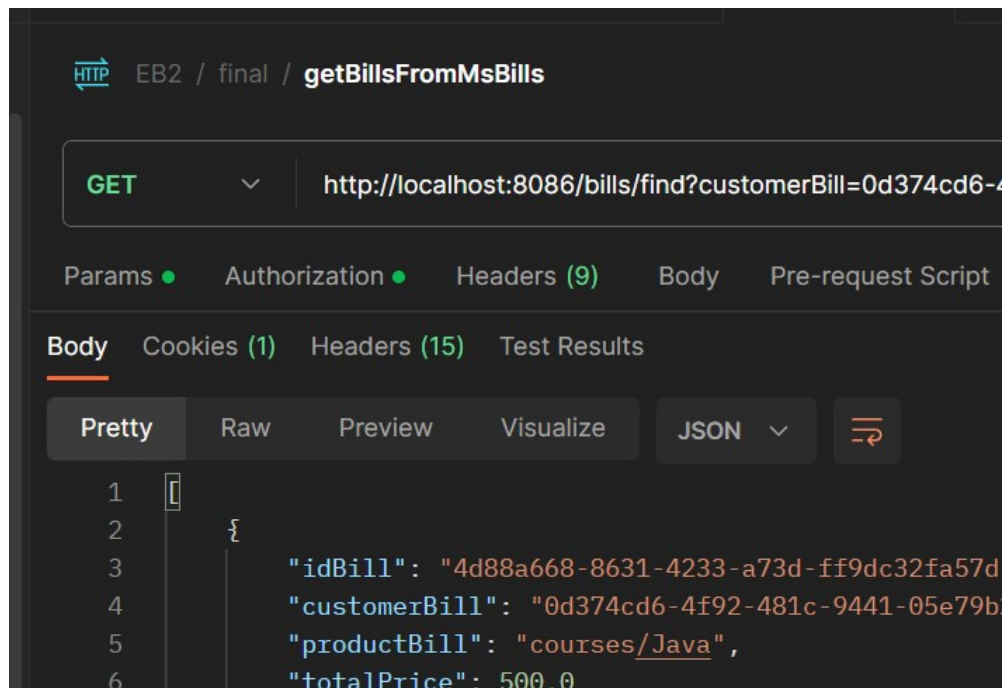 HTTP EB2 / final / getBillsFromMsBills
GET http://localhost:8086/bills/find?customerBill=0d374cd6-4
Params Authorization Headers (9) Body Pre-request Script
Body Cookies (1) Headers (15) Test Results
Pretty Raw Preview Visualize JSON
1 [
2 {
3 "idBill": "4d88a668-8631-4233-a73d-ff9dc32fa57d
4 "customerBill": "0d374cd6-4f92-481c-9441-05e79b
5 "productBill": "courses/Java",
6 "totalPrice": 500.0